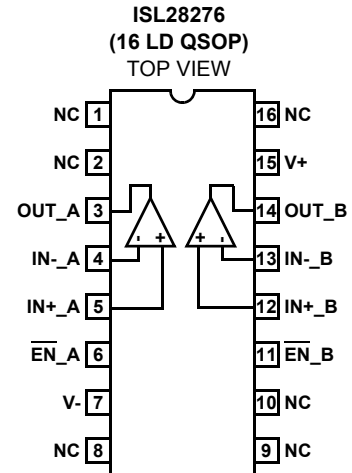 ISL28276
(16 LD QSOP)
TOP VIEW
NC 1
16 NC
NC 2
15 V+
OUT_A 3
14 OUT_B
- +
+ -
IN-_A 4
13 IN-_B
IN+_A 5
12 IN+_B
E̅N̅_A 6
11 E̅N̅_B
V- 7
10 NC
NC 8
9 NC